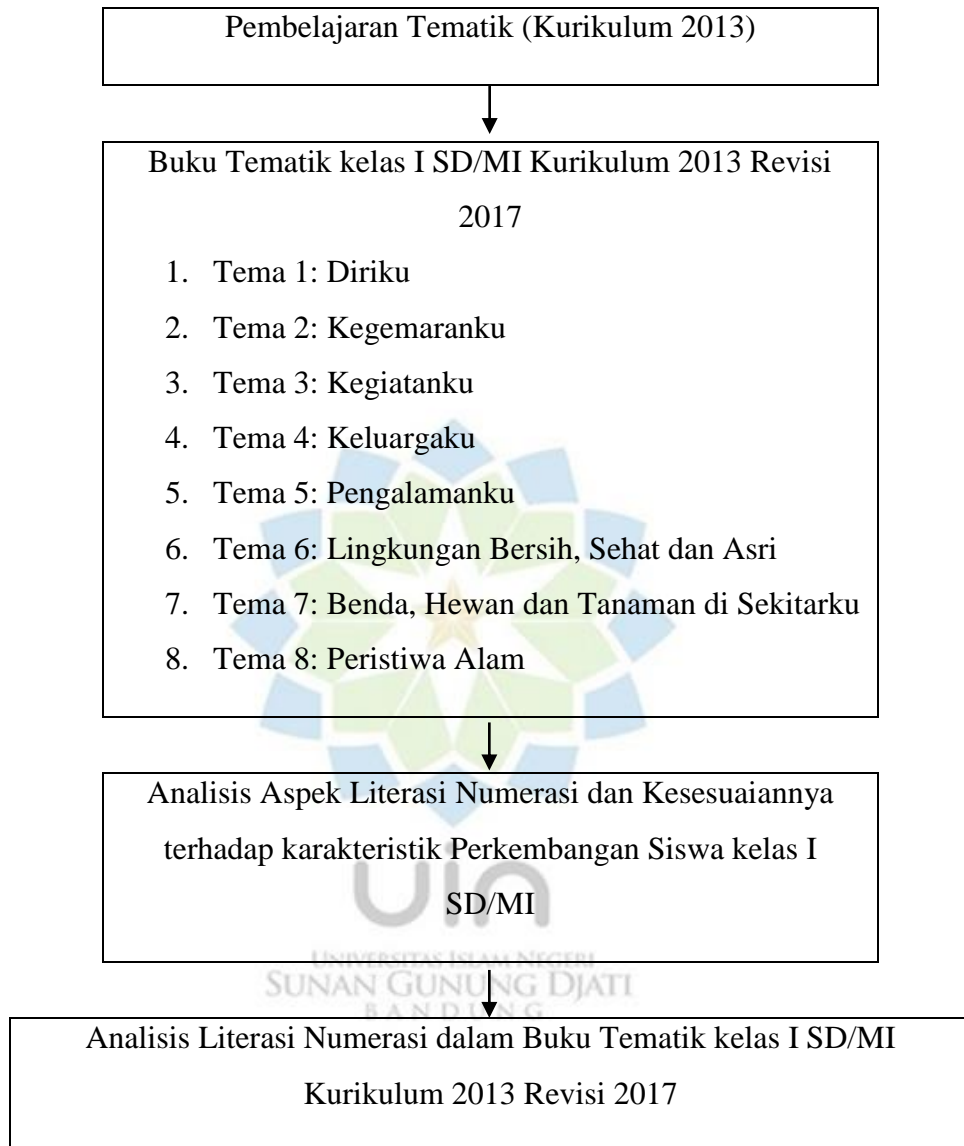 Pembelajaran Tematik (Kurikulum 2013)
Buku Tematik kelas I SD/MI Kurikulum 2013 Revisi
2017
1. Tema 1: Diriku
2. Tema 2: Kegemaranku
3. Tema 3: Kegiatanku
4. Tema 4: Keluargaku
5. Tema 5: Pengalamanku
6. Tema 6: Lingkungan Bersih, Sehat dan Asri
7. Tema 7: Benda, Hewan dan Tanaman di Sekitarku
8. Tema 8: Peristiwa Alam
Analisis Aspek Literasi Numerasi dan Kesesuaiannya
terhadap karakteristik Perkembangan Siswa kelas I
SD/MI
uin
UNIVERSITAS ISLAM NEGERI
SUNAN GUNUNG DJATI
BANDUNG
Analisis Literasi Numerasi dalam Buku Tematik kelas I SD/MI
Kurikulum 2013 Revisi 2017